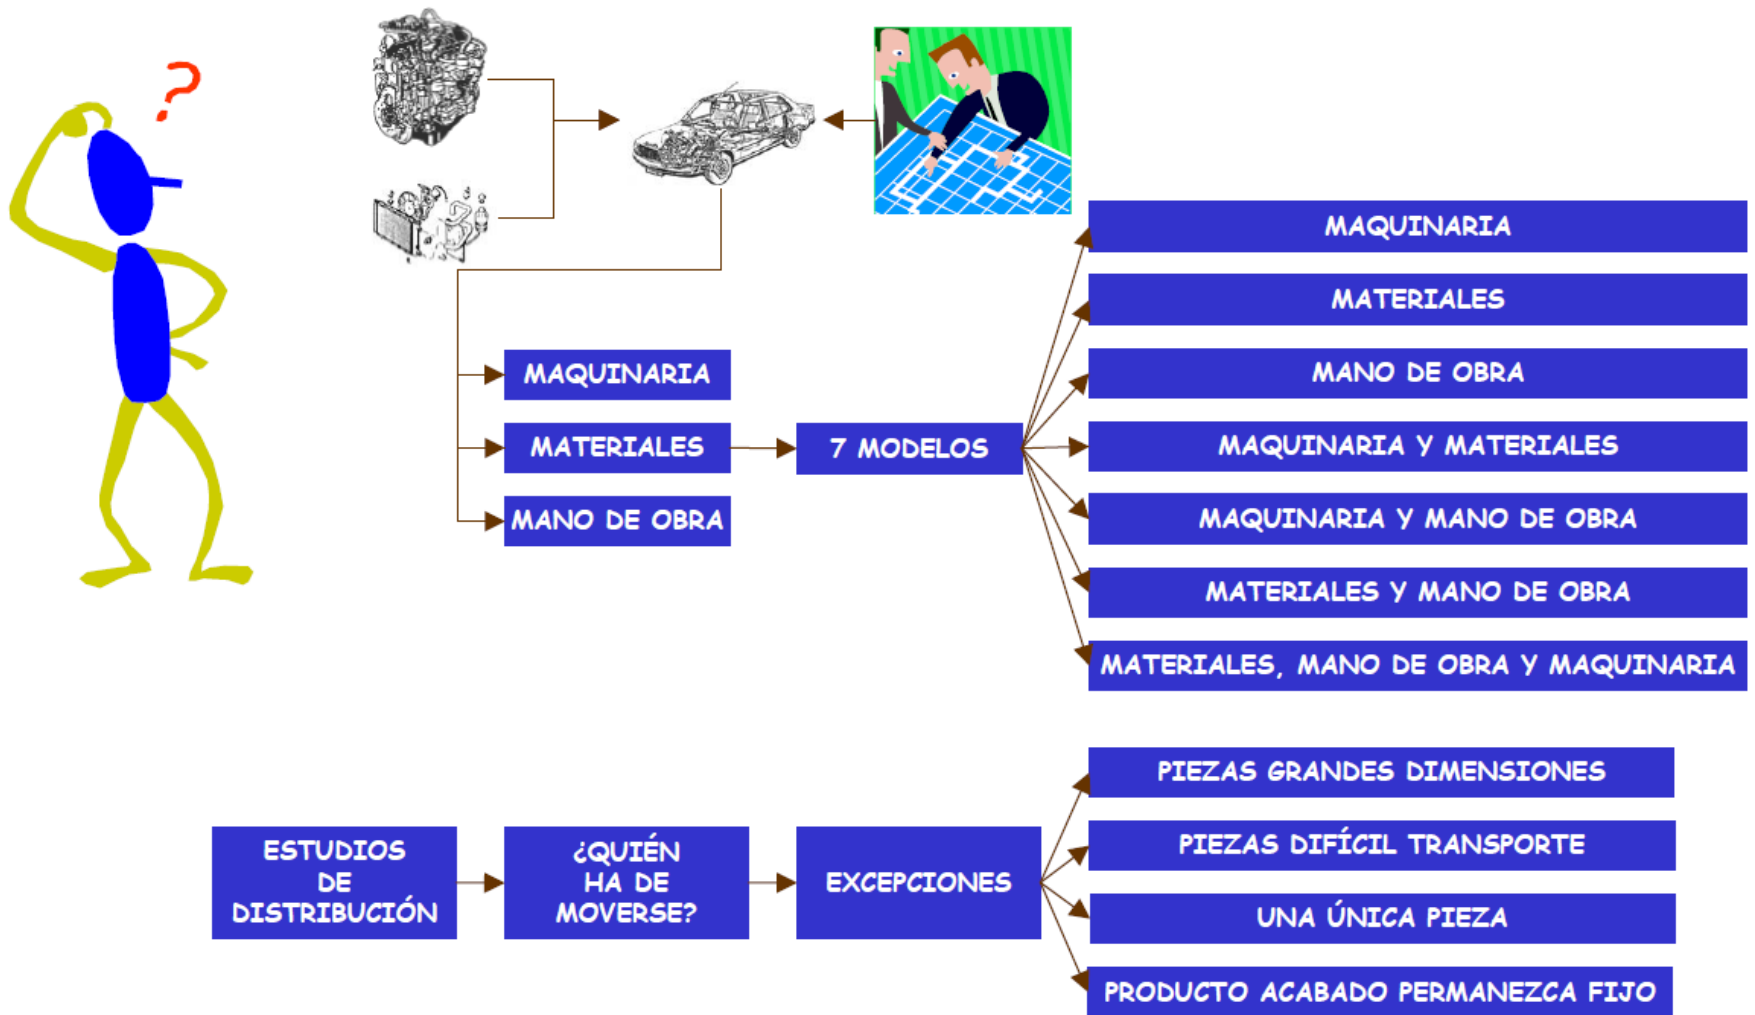 ?
MAQUINARIA
MATERIALES
MANO DE OBRA
7 MODELOS
MAQUINARIA
MATERIALES
MANO DE OBRA
MAQUINARIA Y MATERIALES
MAQUINARIA Y MANO DE OBRA
MATERIALES Y MANO DE OBRA
MATERIALES, MANO DE OBRA Y MAQUINARIA
ESTUDIOS
DE
DISTRIBUCIÓN
¿QUIÉN
HA DE
MOVERSE?
EXCEPCIONES
PIEZAS GRANDES DIMENSIONES
PIEZAS DIFÍCIL TRANSPORTE
UNA ÚNICA PIEZA
PRODUCTO ACABADO PERMANEZCA FIJO